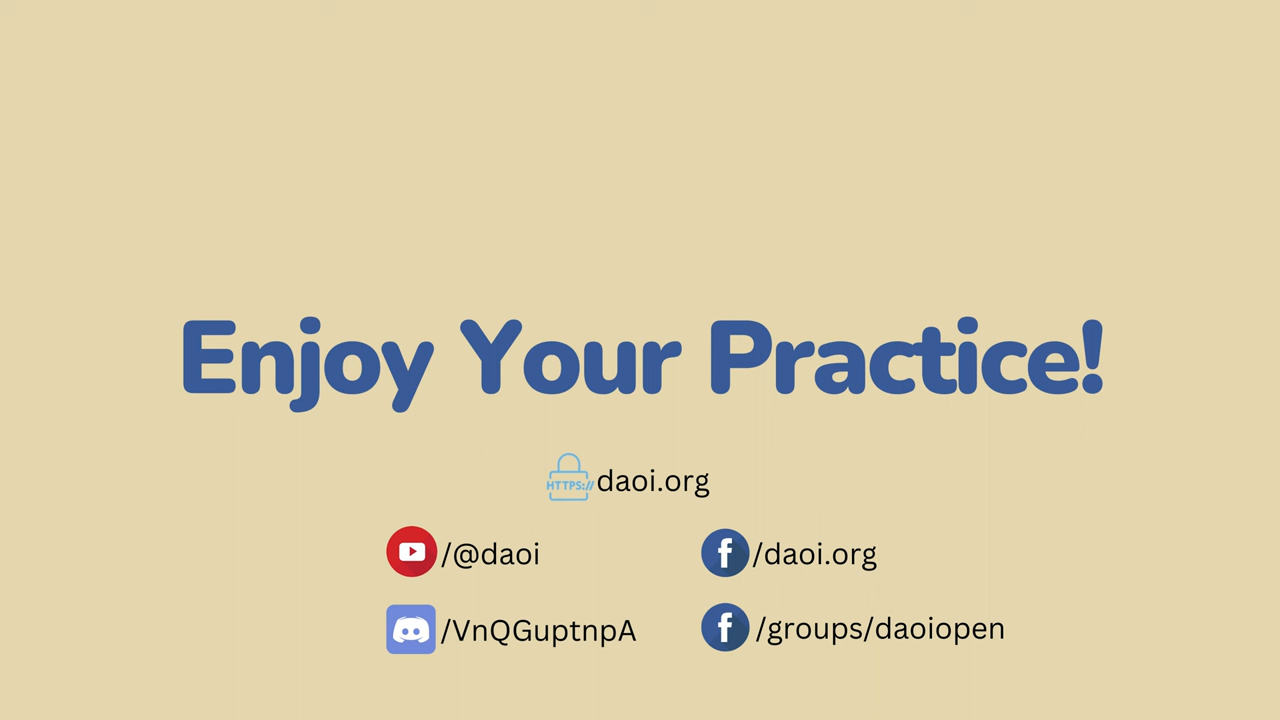 Enjoy Your Practice!
HTTPS:// daoi.org
/@daoi
/daoi.org
/VnQGuptnpA
/groups/daoiopen